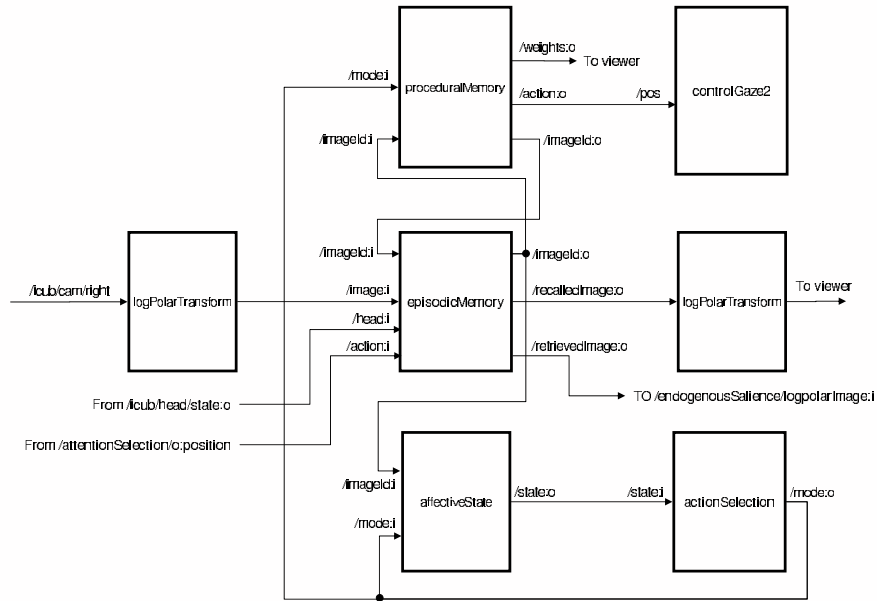 /weights:o
To viewer
/mode:i
proceduralMemory
/action:o
/pos
controlGaze2
/imageId:i
/imageId:o
/imageId:i
/imageId:o
/icub/cam/right
logPolarTransform
/image:i
episodicMemory
/recalledImage:o
logPolarTransform
To viewer
/head:i
/action:i
/retrievedImage:o
From /icub/head/state:o
TO /endogenousSalience/logpolarImage:i
From /attentionSelection/o:position
/imageId:i
affectiveState
/state:o
/state:i
actionSelection
/mode:o
/mode:i